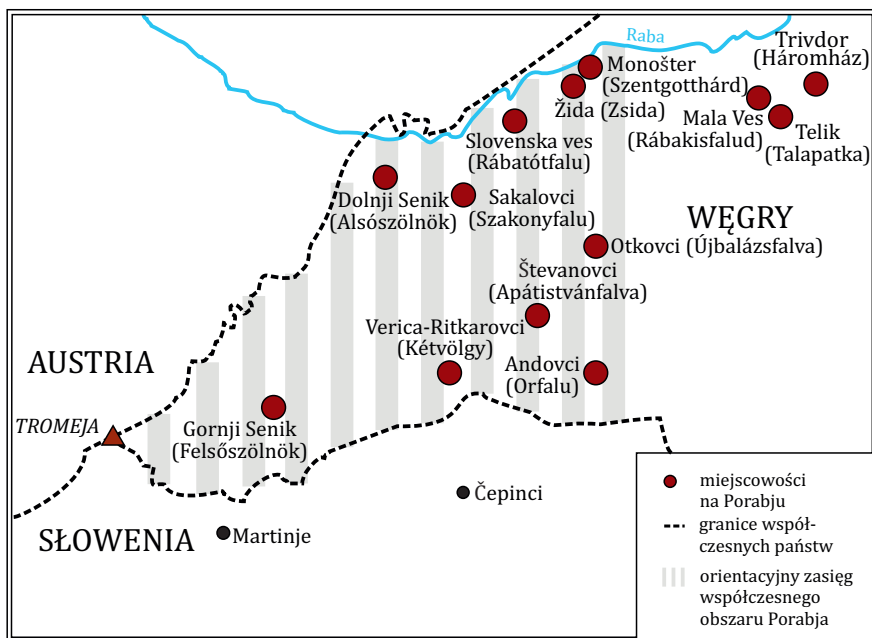 Raba
Trivdor
(Háromház)
Monošter
(Szentgotthárd)
Žida (Zsida)
Mala Ves
(Rábakisfalud)
Telik
(Talapatka)
Slovenska ves
(Rábatótfalu)
Dolnji Senik
(Alsószölnök)
Sakalovci
(Szakonyfalu)
WĘGRY
Otkovci (Újbalázsfalva)
Števanovci
(Apátistvánfalva)
Verica-Ritkarovci
(Kétvölgy)
Andovci
(Orfalu)
AUSTRIA
TROMEJA
Gornji Senik
(Felsőszölnök)
Čepinci
SŁOWENIA
Martinje
miejscowości
na Porabju
granice współ-
czesnych państw
orientacyjny zasięg
współczesnego
obszaru Porabja